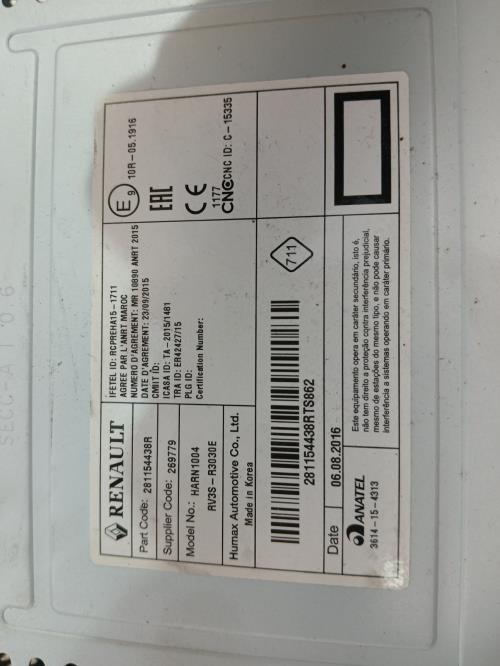 RENAULT
Part Code: 281154438R
Supplier Code: 269779
Model No.: HARN1004
RV3S-R3030E
Humax Automotive Co., Ltd.
Made in Korea
IFETEL ID: RCPREHA15-1711
AGREE PAR L'ANRT MAROC
NUMERO D'AGREMENT: MR 10890 ANRT 2015
DATE D'AGREMENT: 23/09/2015
CMIIT ID:
ICASA ID: TA-2015/1481
TRA ID: ER42427/15
PLG ID:
Certification Number:
E 9 10R-05.1916
EAC
CE
1177
CNC CNC ID: C-15335
281154438RTS862
711
Date 06.08.2016
ANATEL
3614-15-4313
Este equipamento opera em caráter secundário, isto é,
não tem direito a proteção contra interferência prejudicial,
mesmo de estações do mesmo tipo, e não pode causar
interferência a sistemas operando em caráter primário.